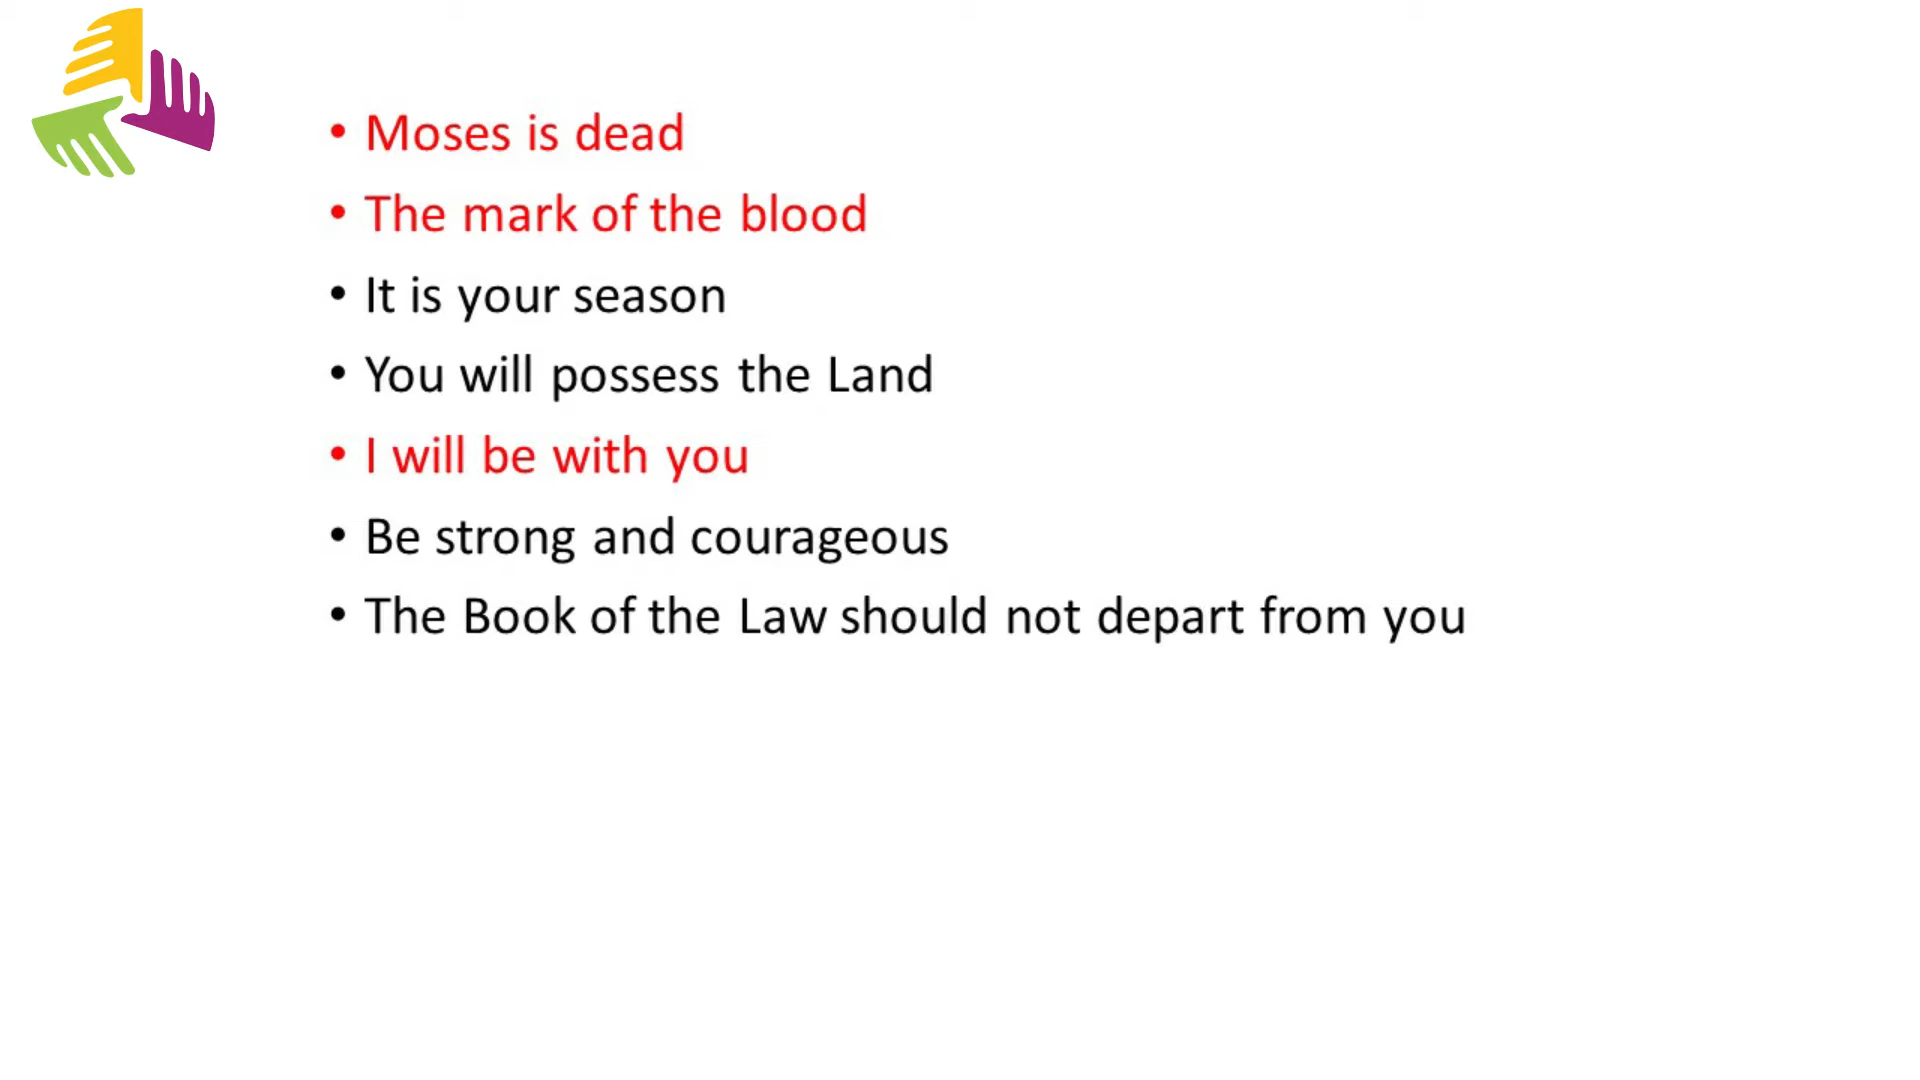 • Moses is dead
• The mark of the blood
• It is your season
• You will possess the Land
• I will be with you
• Be strong and courageous
• The Book of the Law should not depart from you